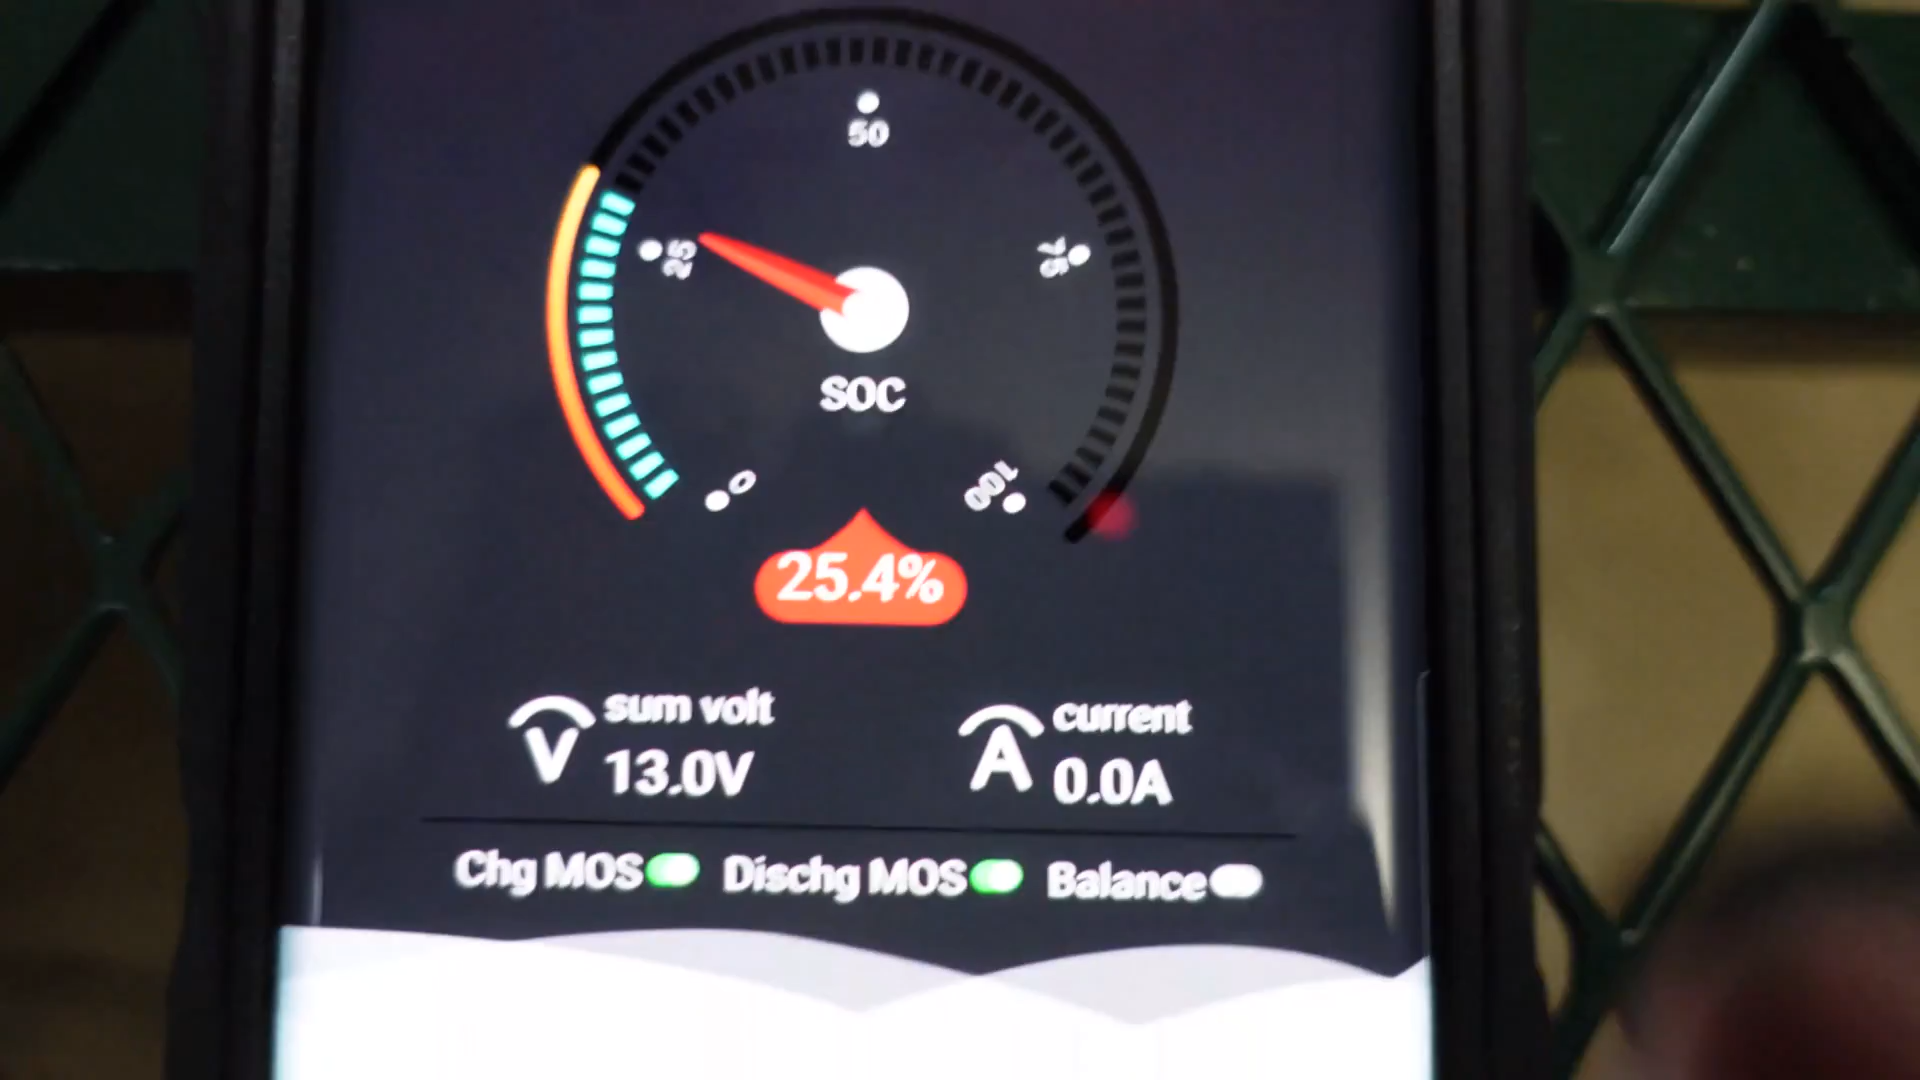 50
25
75
SOC
0
100
25.4%
V sum volt
13.0V
A current
0.0A
Chg MOS Dischg MOS Balance